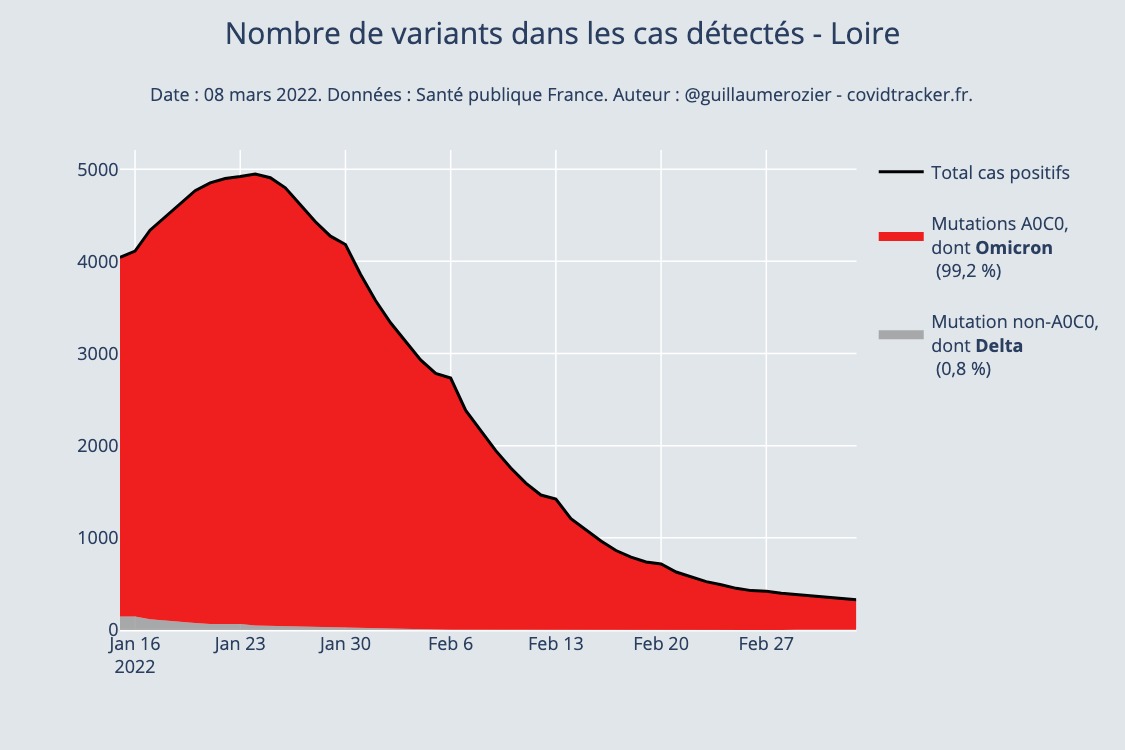 Nombre de variants dans les cas détectés - Loire
Date : 08 mars 2022. Données : Santé publique France. Auteur : @guillaumerozier - covidtracker.fr.
5000
4000
3000
2000
1000
0
Jan 16
2022
Jan 23
Jan 30
Feb 6
Feb 13
Feb 20
Feb 27
Total cas positifs
Mutations A0C0,
dont Omicron
(99,2 %)
Mutation non-A0C0,
dont Delta
(0,8 %)